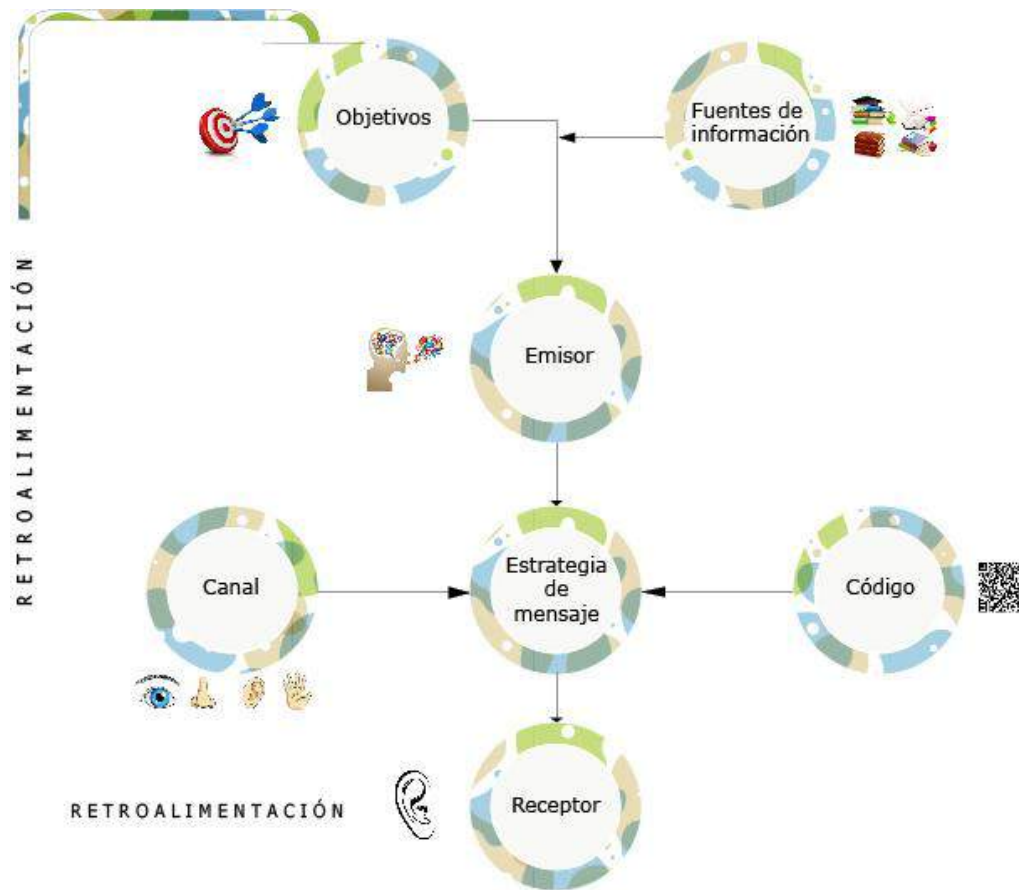 Objetivos
Fuentes de
información
RETROALIMENTACIÓN
Emisor
Canal
Estrategia
de
mensaje
Código
RETROALIMENTACIÓN
Receptor